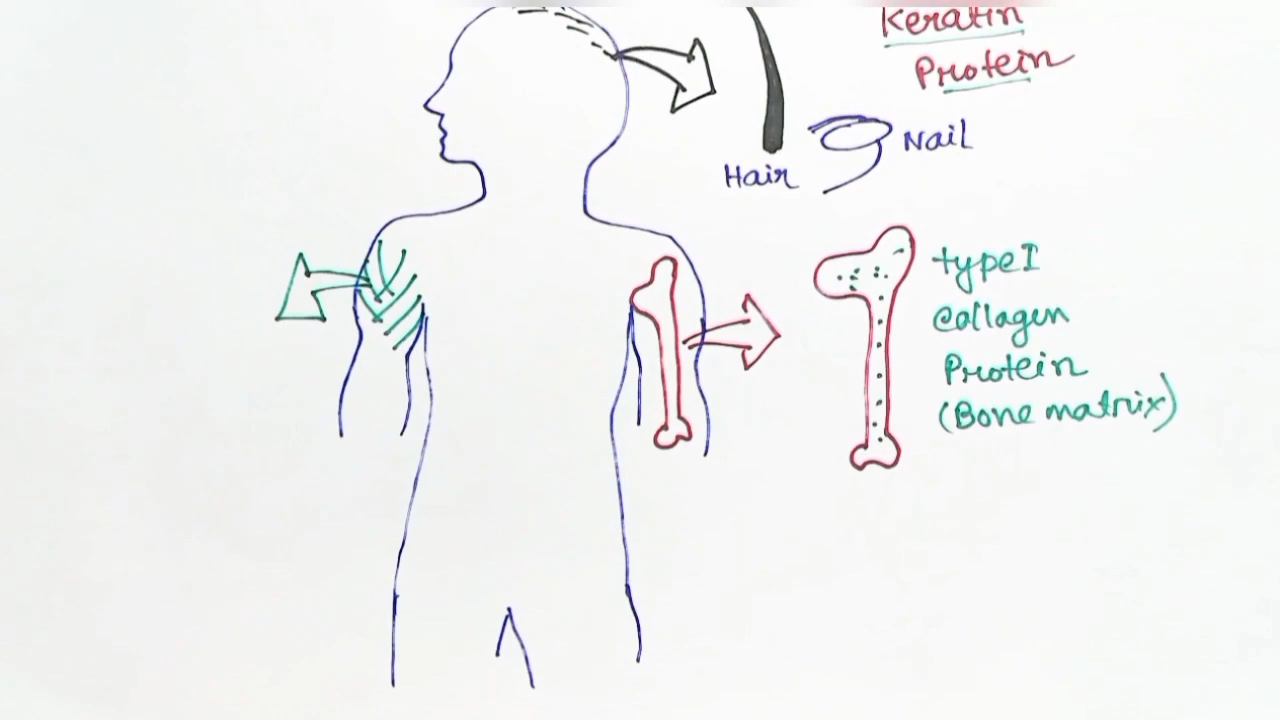 Keratin
Protein
Nail
Hair
type I
Collagen
Protein
(Bone matrix)